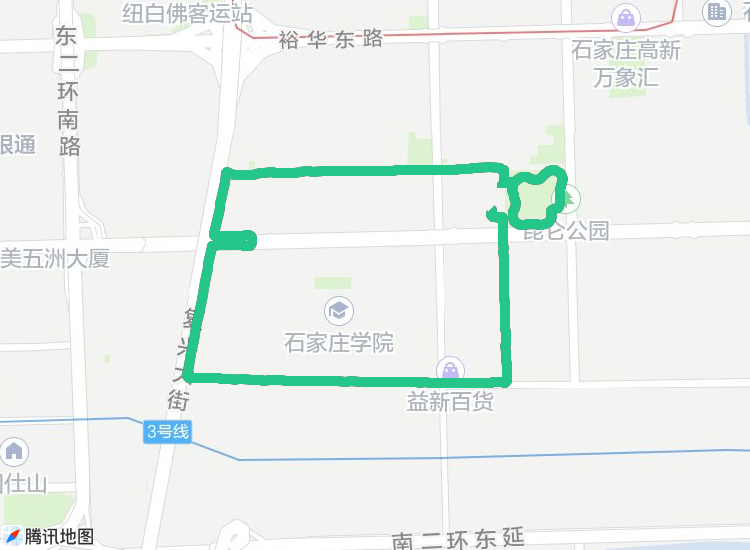 纽白佛客运站
裕华东路
石家庄高新
万象汇
东二环南路
银通
昆仑公园
美五洲大厦
石家庄学院
复兴大街
益新百货
3号线
仕山
南二环东延
腾讯地图